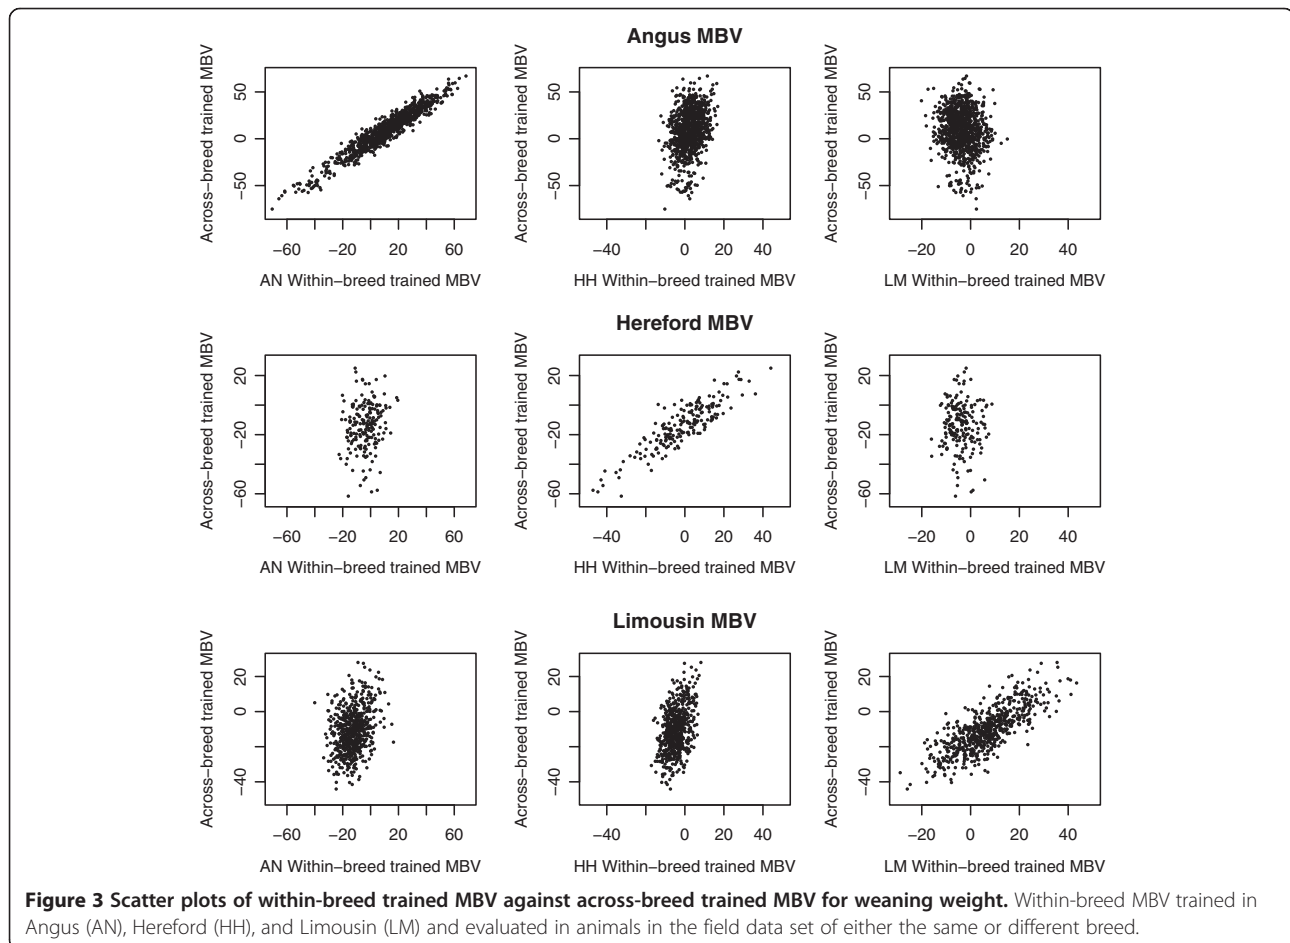 Angus MBV
Across−breed trained MBV
50
0
−50
−60
−20
20
60
AN Within−breed trained MBV
Across−breed trained MBV
50
0
−50
−40
0
20
40
HH Within−breed trained MBV
Across−breed trained MBV
50
0
−50
−20
0
20
40
LM Within−breed trained MBV
Hereford MBV
Across−breed trained MBV
20
−20
−60
−60
−20
20
60
AN Within−breed trained MBV
Across−breed trained MBV
20
−20
−60
−40
0
20
40
HH Within−breed trained MBV
Across−breed trained MBV
20
−20
−60
−20
0
20
40
LM Within−breed trained MBV
Limousin MBV
Across−breed trained MBV
20
0
−40
−60
−20
20
60
AN Within−breed trained MBV
Across−breed trained MBV
20
0
−40
−40
0
20
40
HH Within−breed trained MBV
Across−breed trained MBV
20
0
−40
−20
0
20
40
LM Within−breed trained MBV
Figure 3 Scatter plots of within-breed trained MBV against across-breed trained MBV for weaning weight. Within-breed MBV trained in
Angus (AN), Hereford (HH), and Limousin (LM) and evaluated in animals in the field data set of either the same or different breed.